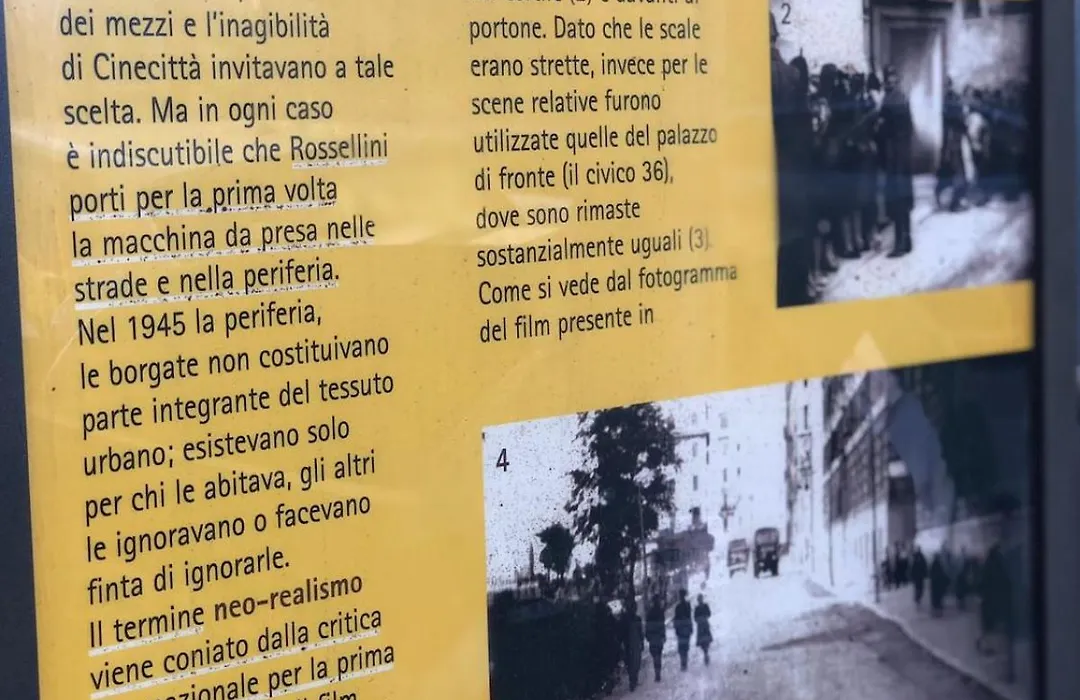 dei mezzi e l'inagibilità
di Cinecittà invitavano a tale
scelta. Ma in ogni caso
è indiscutibile che Rossellini
porti per la prima volta
la macchina da presa nelle
strade e nella periferia.
Nel 1945 la periferia,
le borgate non costituivano
parte integrante del tessuto
urbano; esistevano solo
per chi le abitava, gli altri
le ignoravano o facevano
finta di ignorarle.
Il termine neo-realismo
viene coniato dalla critica
per la prima
film
portone. Dato che le scale
erano strette, invece per le
scene relative furono
utilizzate quelle del palazzo
di fronte (il civico 36),
dove sono rimaste
sostanzialmente uguali (3).
Come si vede dal fotogramma
del film presente in
2
4